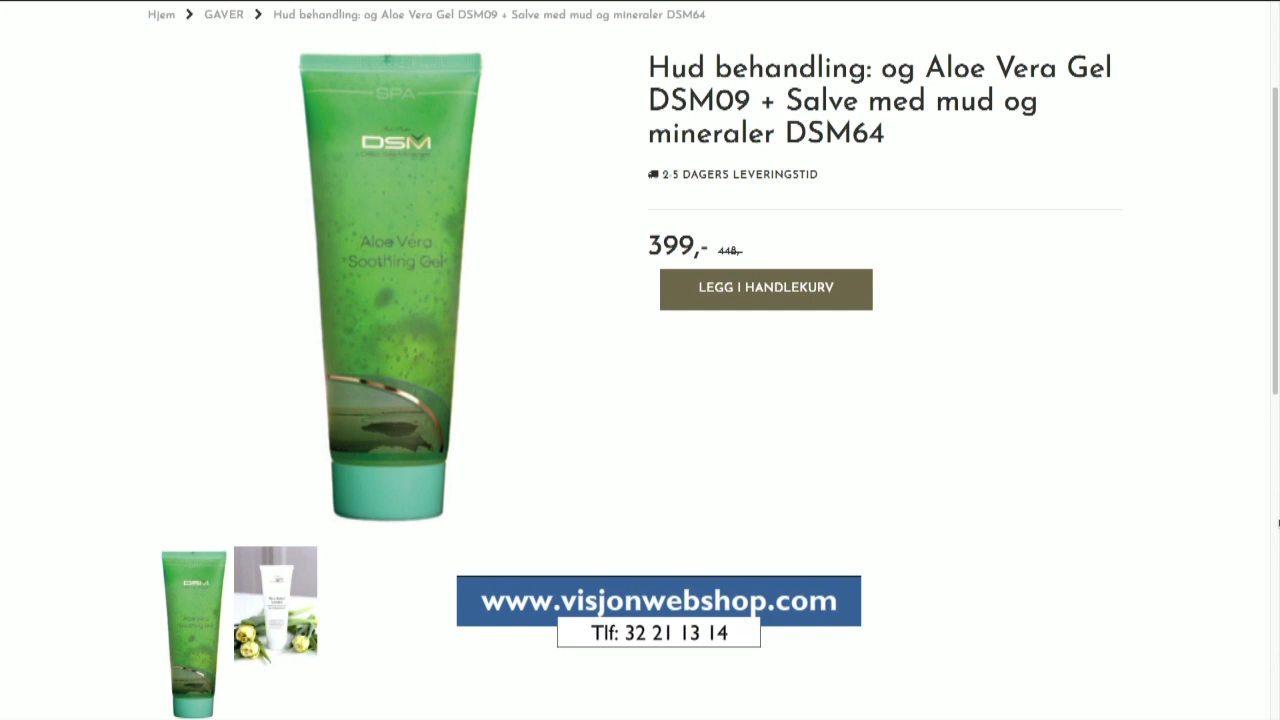 Hjem > GAVER > Hud behandling: og Aloe Vera Gel DSM09 + Salve med mud og mineraler DSM64
SPA
DSM
Aloe Vera
Soothing Gel
Hud behandling: og Aloe Vera Gel
DSM09 + Salve med mud og
mineraler DSM64
2-5 DAGERS LEVERINGSTID
399,- 448,-
LEGG I HANDLEKURV
DSM
www.visjonwebshop.com
Tlf: 32 21 13 14